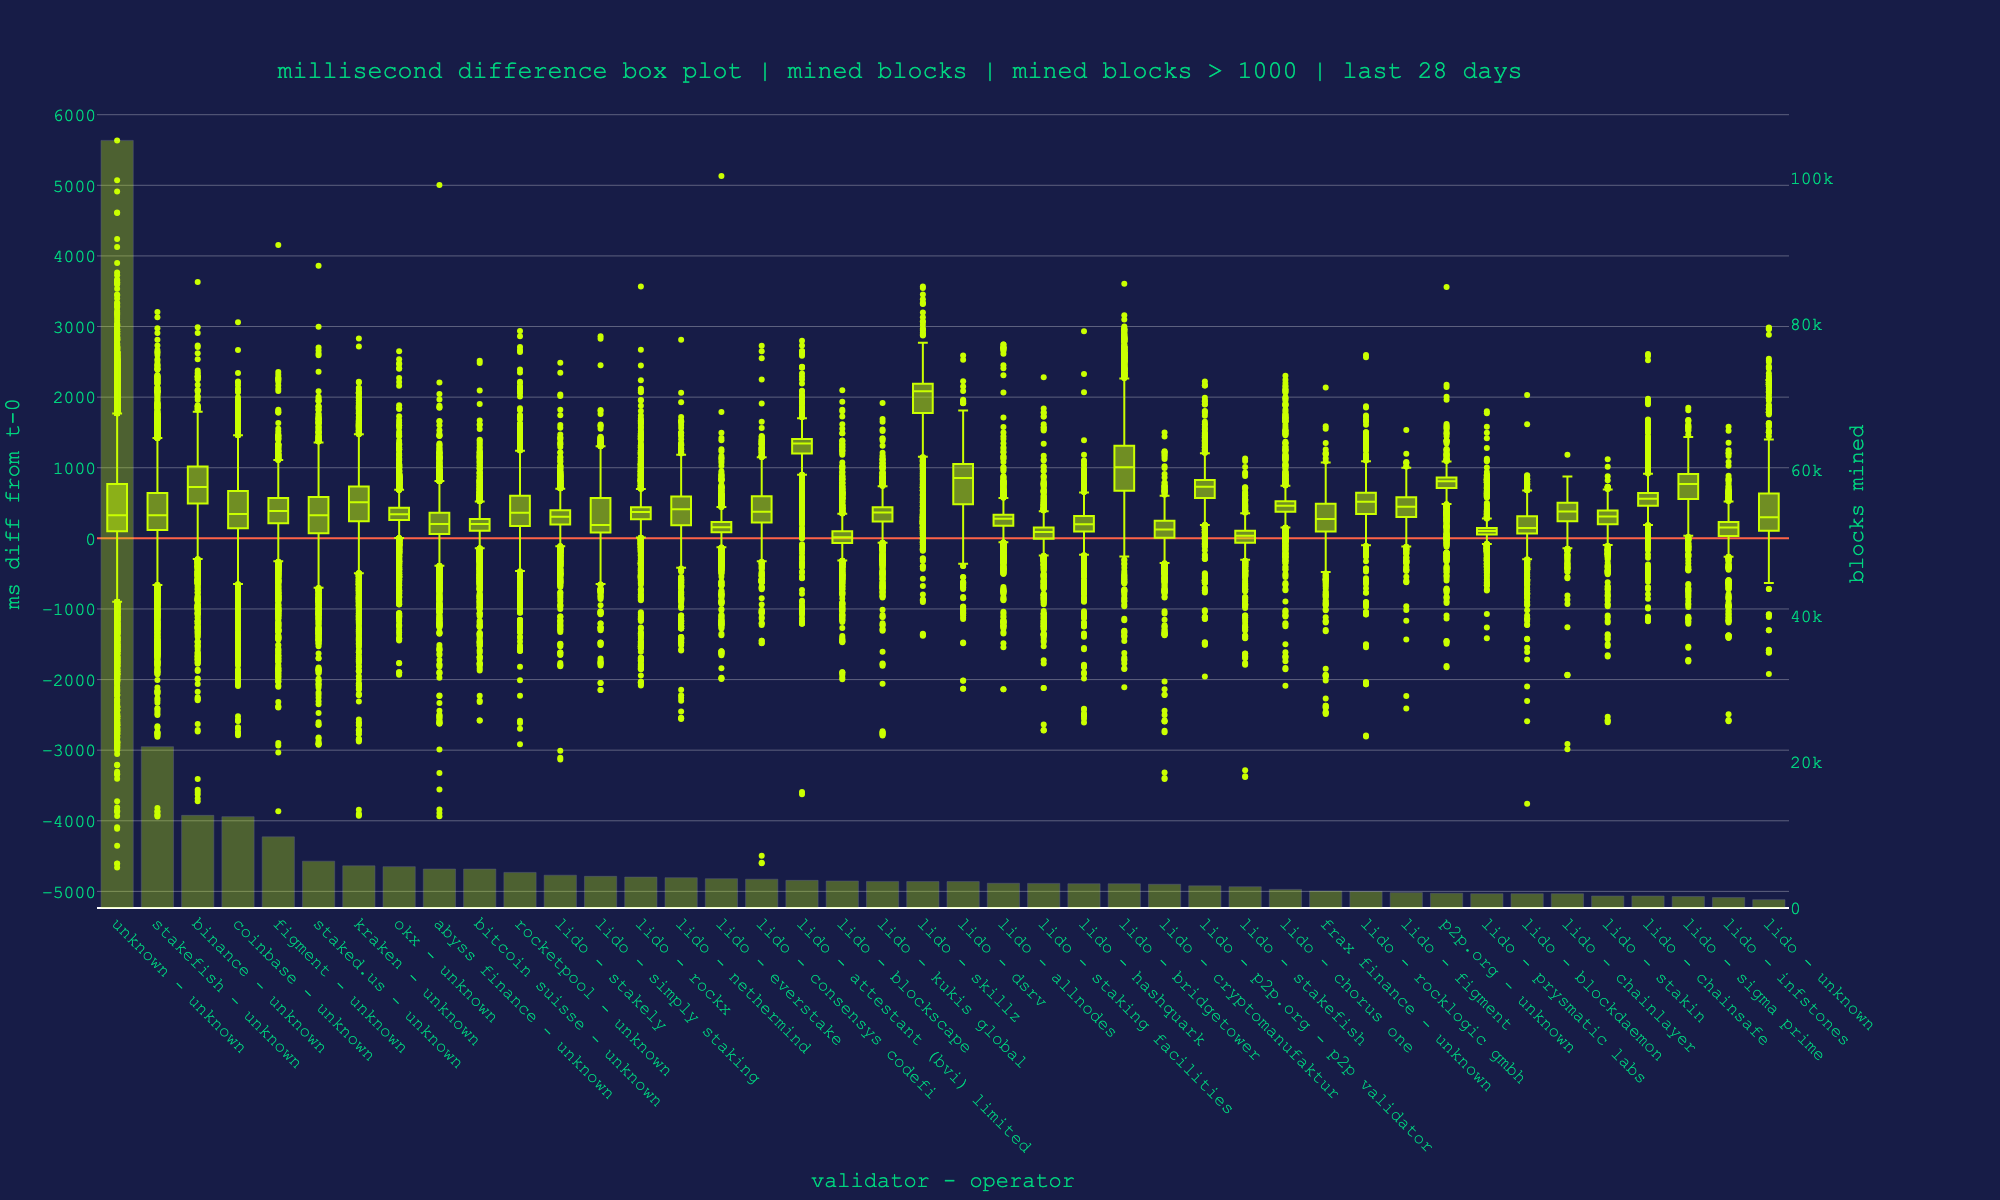 millisecond difference box plot | mined blocks | mined blocks > 1000 | last 28 days
6000
5000
4000
3000
2000
1000
0
−1000
−2000
−3000
−4000
−5000
ms diff from t-0
100k
80k
60k
40k
20k
0
blocks mined
unknown - unknown
stakefish - unknown
binance - unknown
coinbase - unknown
figment - unknown
staked.us - unknown
kraken - unknown
okx - unknown
abyss finance - unknown
bitcoin suisse - unknown
rocketpool - unknown
lido - stakely
lido - simply staking
lido - rockx
lido - nethermind
lido - everstake
lido - consensys codefi
lido - attestant (bvi) limited
lido - blockscape
lido - kukis global
lido - skillz
lido - dsrv
lido - allnodes
lido - staking facilities
lido - hashquark
lido - bridgetower
lido - cryptomanufaktur
lido - p2p.org - p2p validator
lido - stakefish
lido - chorus one
frax finance - unknown
lido - rocklogic gmbh
lido - figment
p2p.org - unknown
lido - prysmatic labs
lido - blockdaemon
lido - chainlayer
lido - stakin
lido - chainsafe
lido - sigma prime
lido - infstones
lido - unknown
validator - operator